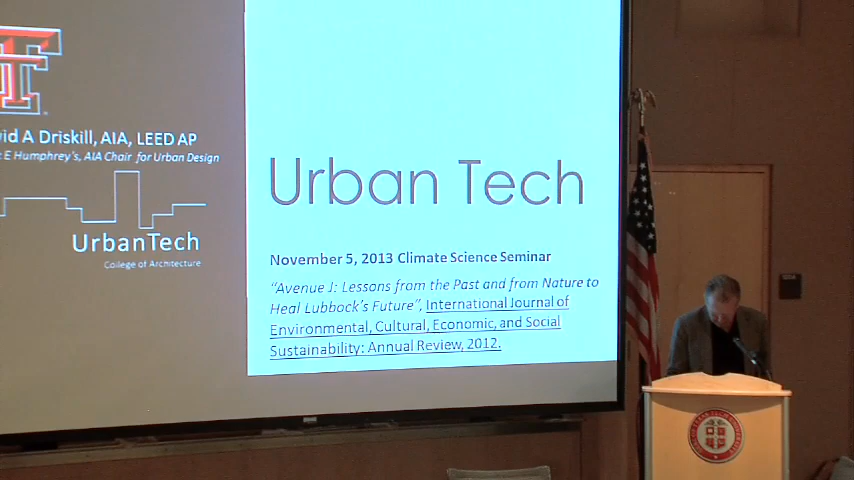 A Driskill, AIA, LEED AP
E Humphrey's, AIA Chair for Urban Design
UrbanTech
College of Architecture
Urban Tech
November 5, 2013 Climate Science Seminar
"Avenue J: Lessons from the Past and from Nature to
Heal Lubbock's Future", International Journal of
Environmental, Cultural, Economic, and Social
Sustainability: Annual Review, 2012.